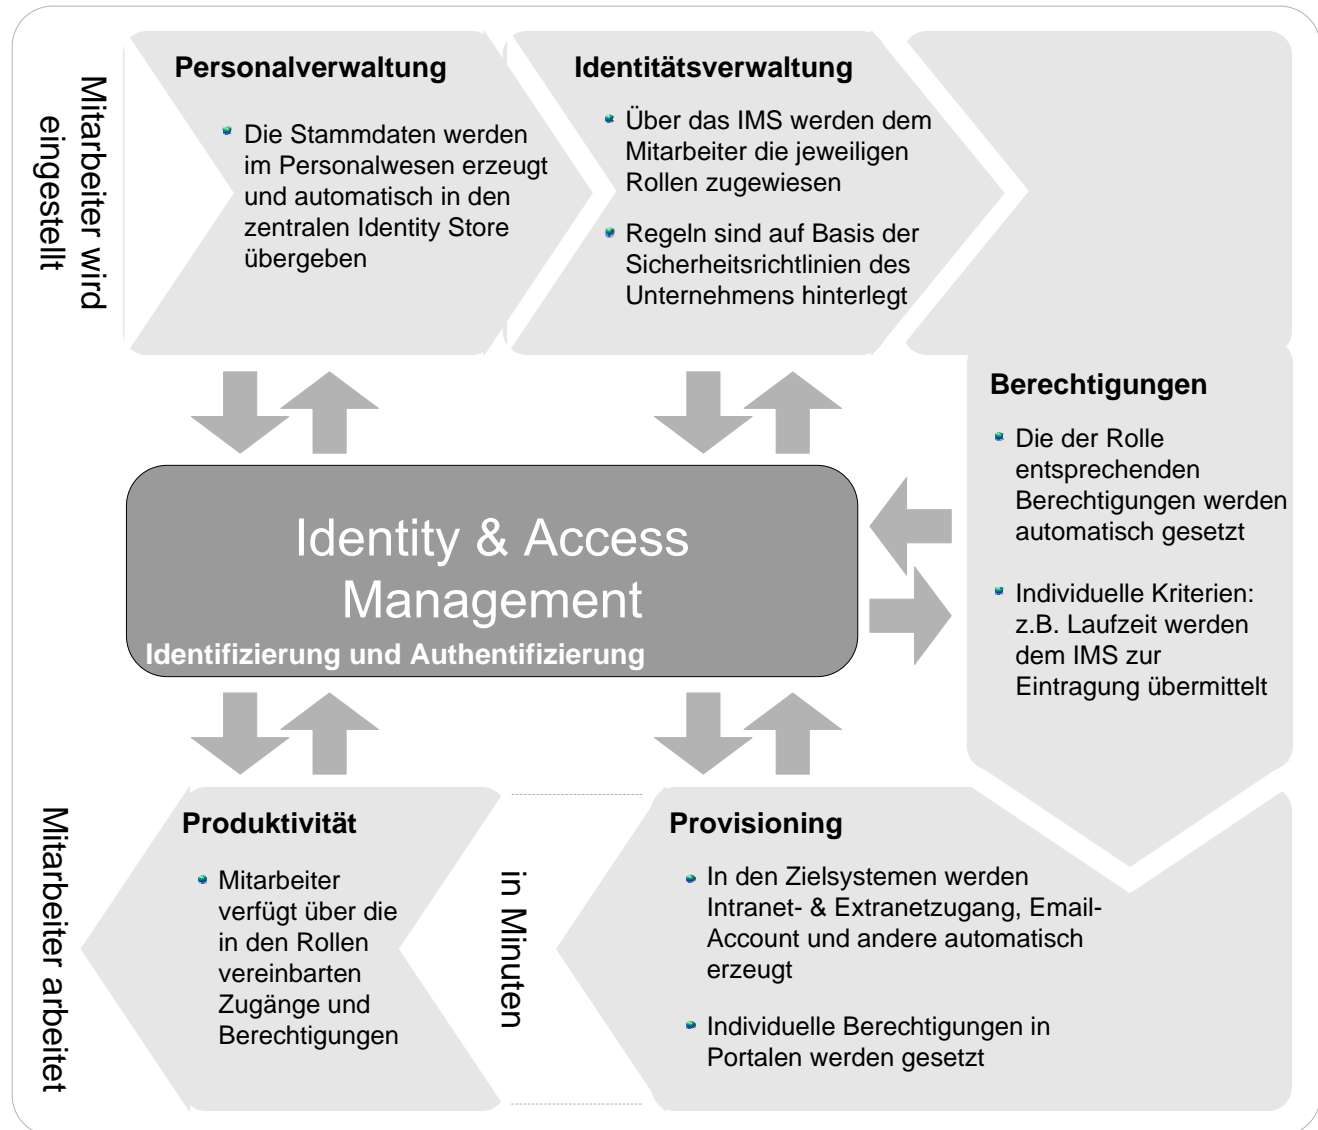 Mitarbeiter wird
eingestellt
Personalverwaltung
Die Stammdaten werden
im Personalwesen erzeugt
und automatisch in den
zentralen Identity Store
übergeben
Identitätsverwaltung
Über das IMS werden dem
Mitarbeiter die jeweiligen
Rollen zugewiesen
Regeln sind auf Basis der
Sicherheitsrichtlinien des
Unternehmens hinterlegt
Berechtigungen
Die der Rolle
entsprechenden
Berechtigungen werden
automatisch gesetzt
Individuelle Kriterien:
z.B. Laufzeit werden
dem IMS zur
Eintragung übermittelt
Identity & Access
Management
Identifizierung und Authentifizierung
Provisioning
In den Zielsystemen werden
Intranet- & Extranetzugang, Email-
Account und andere automatisch
erzeugt
Individuelle Berechtigungen in
Portalen werden gesetzt
in Minuten
Produktivität
Mitarbeiter
verfügt über die
in den Rollen
vereinbarten
Zugänge und
Berechtigungen
Mitarbeiter arbeitet